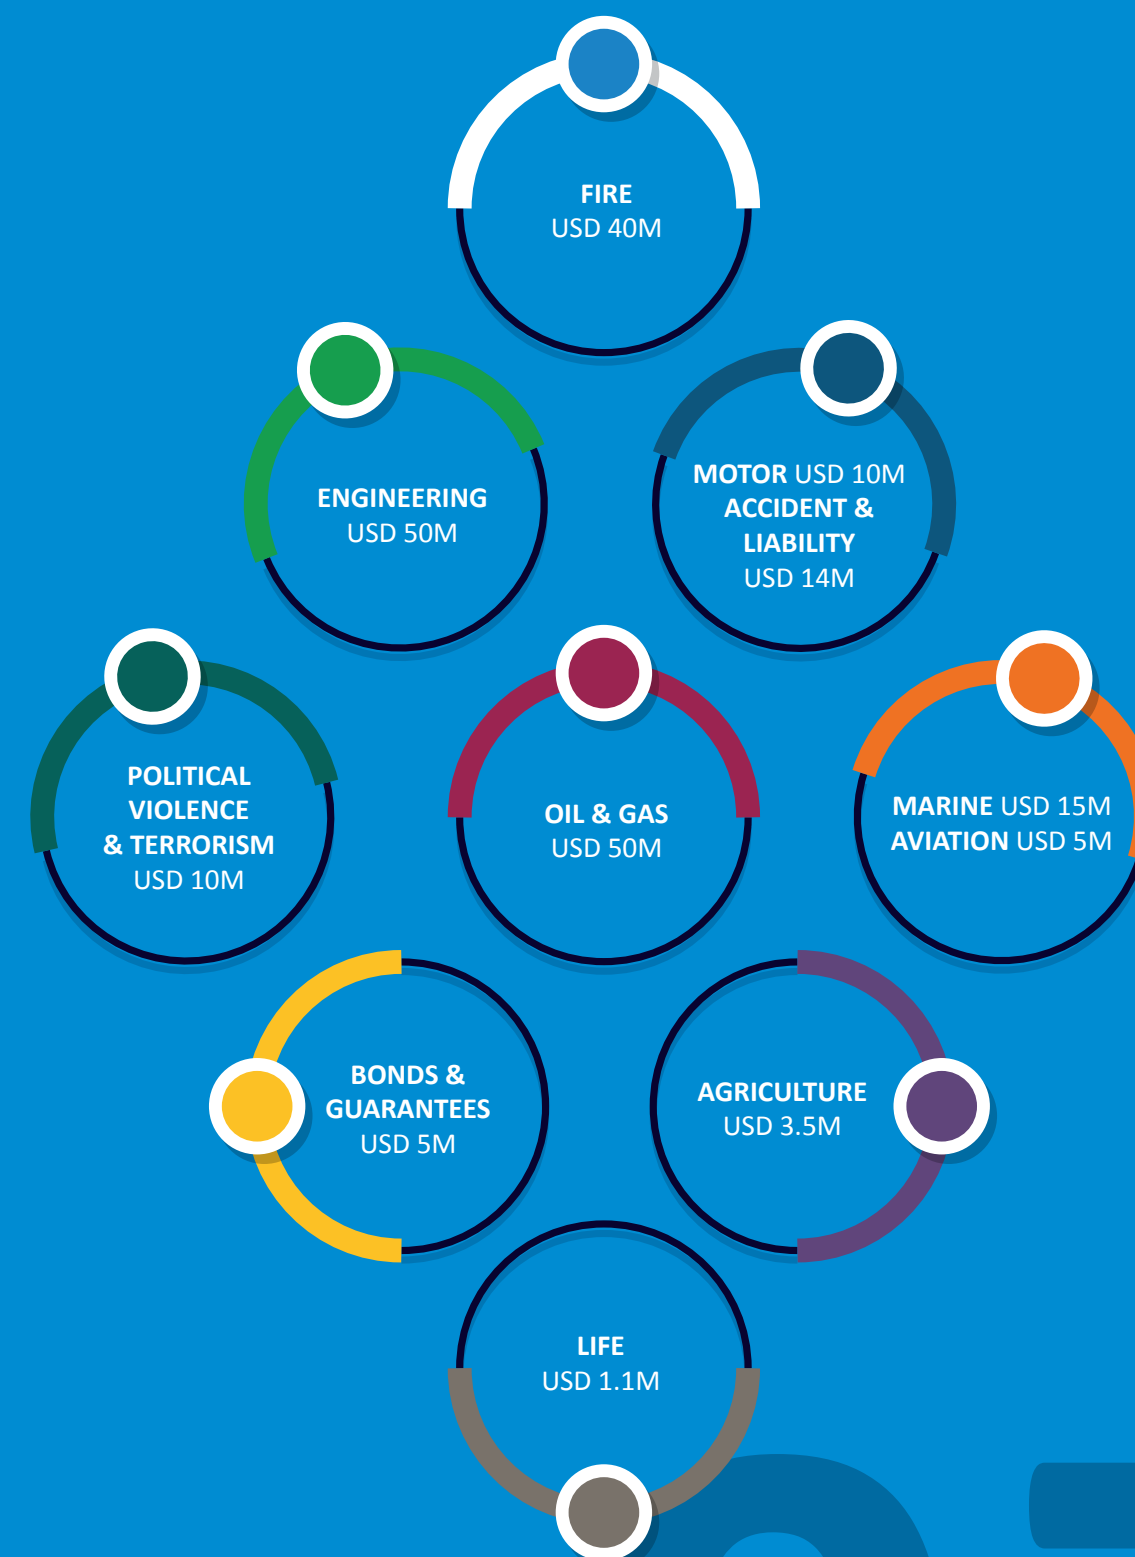 FIRE
USD 40M
ENGINEERING
USD 50M
MOTOR USD 10M
ACCIDENT &
LIABILITY
USD 14M
POLITICAL
VIOLENCE
& TERRORISM
USD 10M
OIL & GAS
USD 50M
MARINE USD 15M
AVIATION USD 5M
BONDS &
GUARANTEES
USD 5M
AGRICULTURE
USD 3.5M
LIFE
USD 1.1M